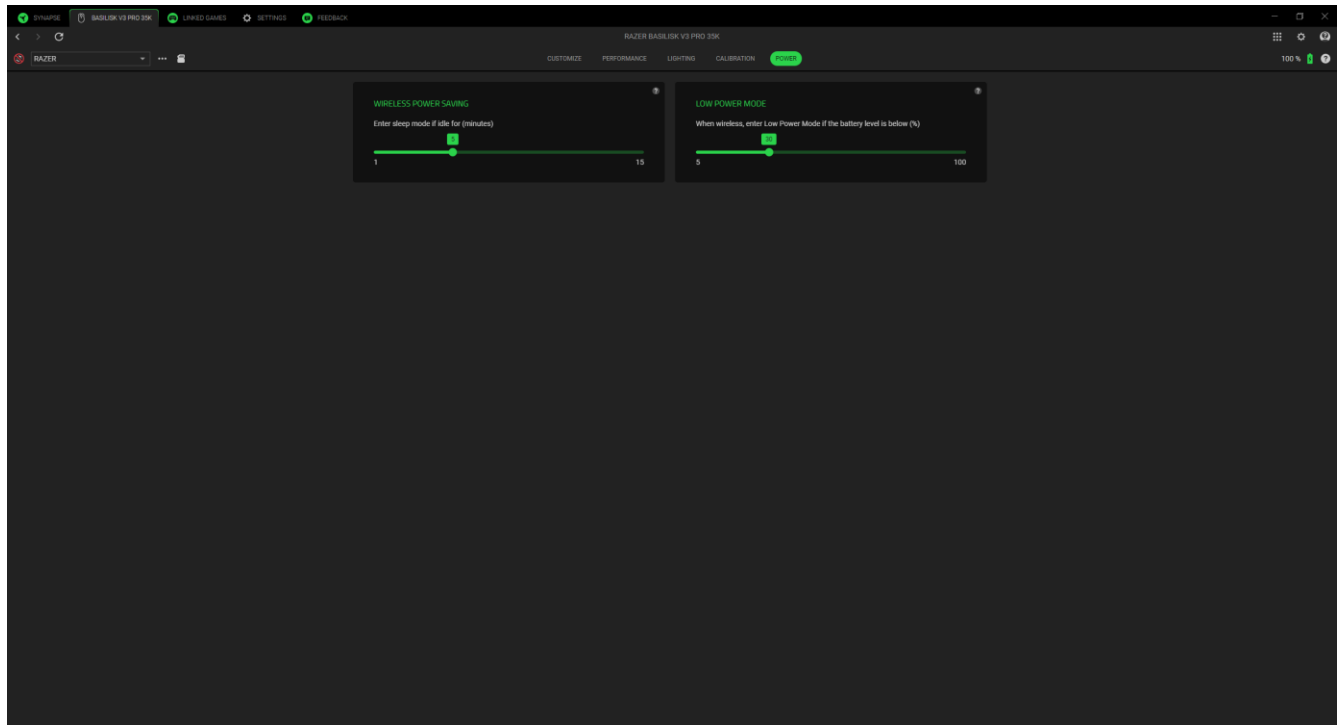 SYNAPSE BASILISK V3 PRO 35K LINKED GAMES SETTINGS FEEDBACK
RAZER BASILISK V3 PRO 35K
RAZER CUSTOMIZE PERFORMANCE LIGHTING CALIBRATION POWER 100 %
WIRELESS POWER SAVING
Enter sleep mode if idle for (minutes)
5
1 15
LOW POWER MODE
When wireless, enter Low Power Mode if the battery level is below (%)
30
5 100